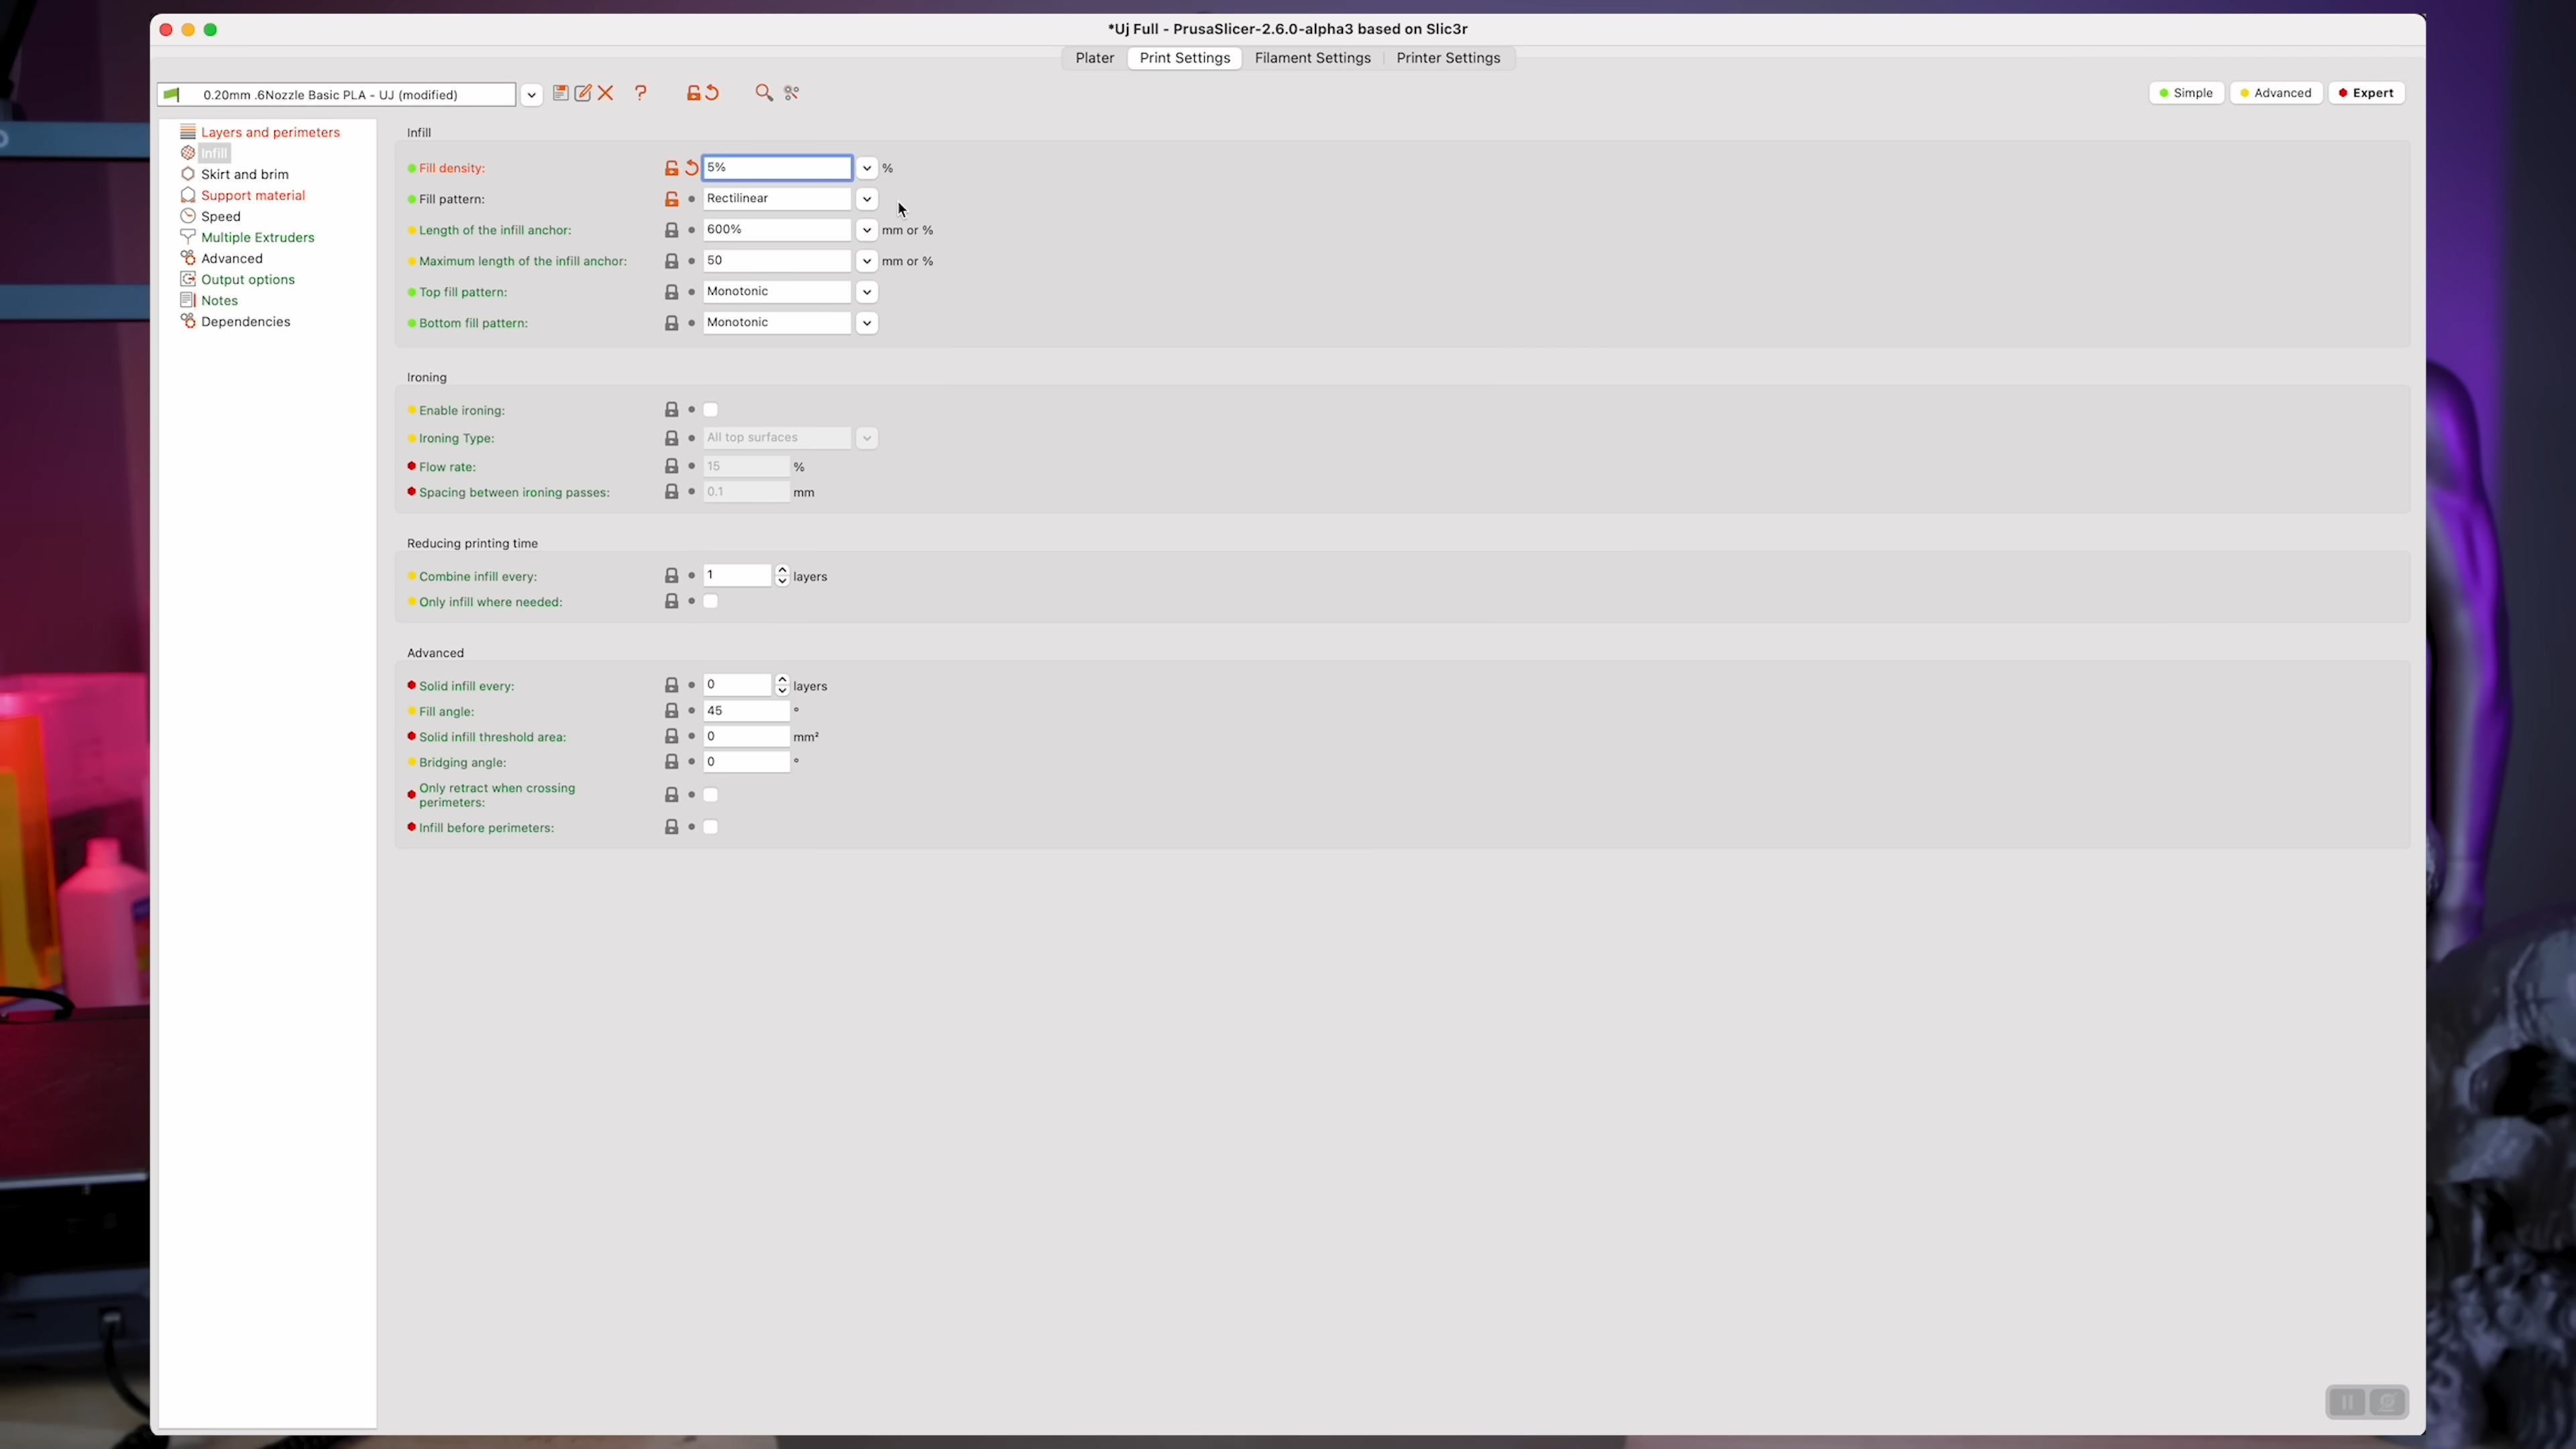 *Uj Full - PrusaSlicer-2.6.0-alpha3 based on Slic3r
Plater Print Settings Filament Settings Printer Settings
0.20mm .6Nozzle Basic PLA - UJ (modified) ? Simple Advanced Expert
Layers and perimeters
Infill
Skirt and brim
Support material
Speed
Multiple Extruders
Advanced
Output options
Notes
Dependencies
Infill
Fill density: 5% %
Fill pattern: Rectilinear
Length of the infill anchor: 600% mm or %
Maximum length of the infill anchor: 50 mm or %
Top fill pattern: Monotonic
Bottom fill pattern: Monotonic
Ironing
Enable ironing:
Ironing Type: All top surfaces
Flow rate: 15 %
Spacing between ironing passes: 0.1 mm
Reducing printing time
Combine infill every: 1 layers
Only infill where needed:
Advanced
Solid infill every: 0 layers
Fill angle: 45 °
Solid infill threshold area: 0 mm²
Bridging angle: 0 °
Only retract when crossing
perimeters:
Infill before perimeters: